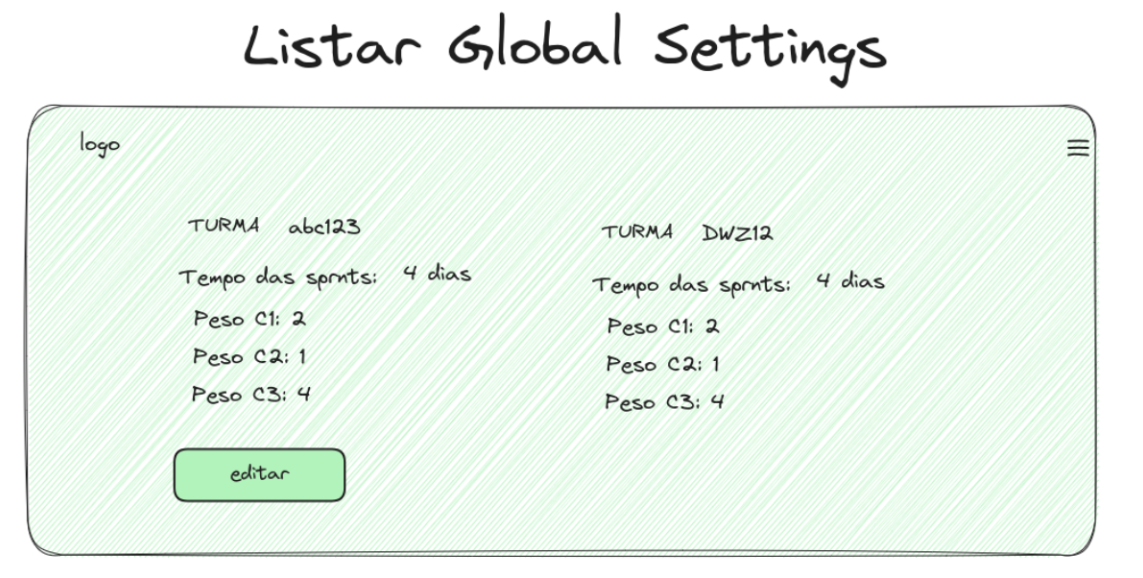 Listar Global Settings
logo
TURMA abc123
Tempo das sprnts: 4 dias
Peso C1: 2
Peso C2: 1
Peso C3: 4
editar
TURMA DWZ12
Tempo das sprnts: 4 dias
Peso C1: 2
Peso C2: 1
Peso C3: 4